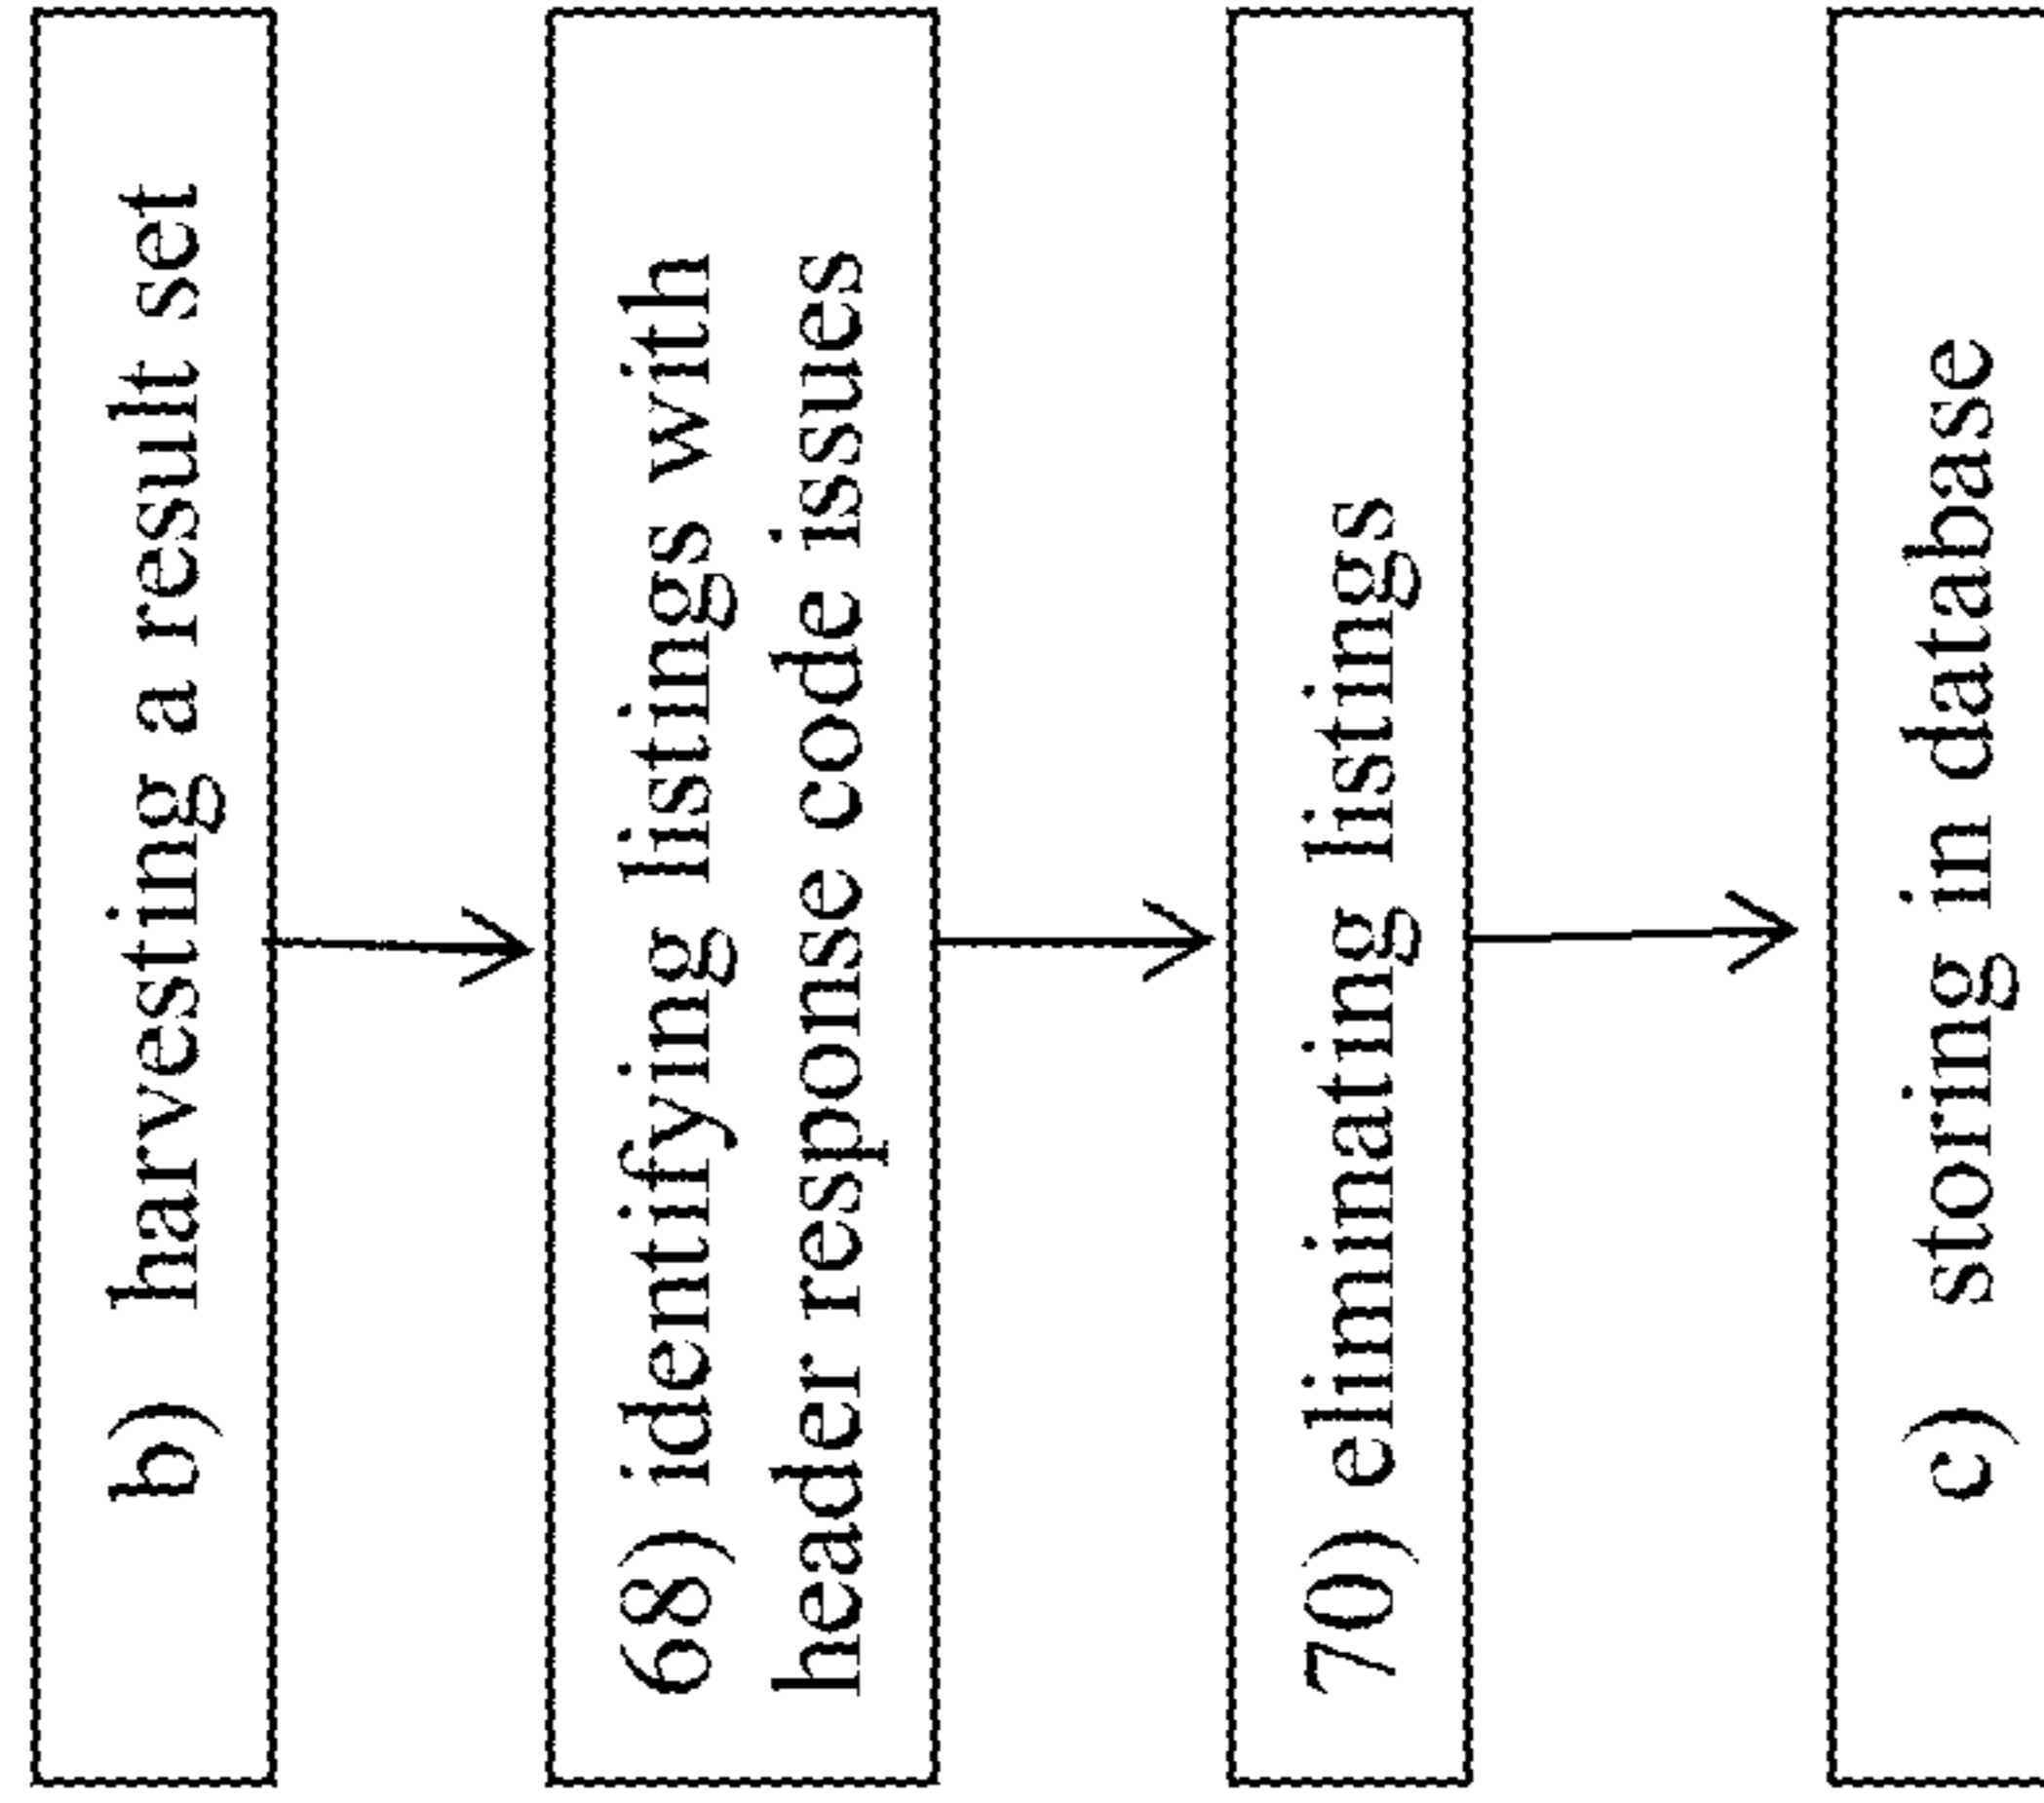 b) harvesting a result set
68) identifying listings with
header response code issues
70) eliminating listings
c) storing in database